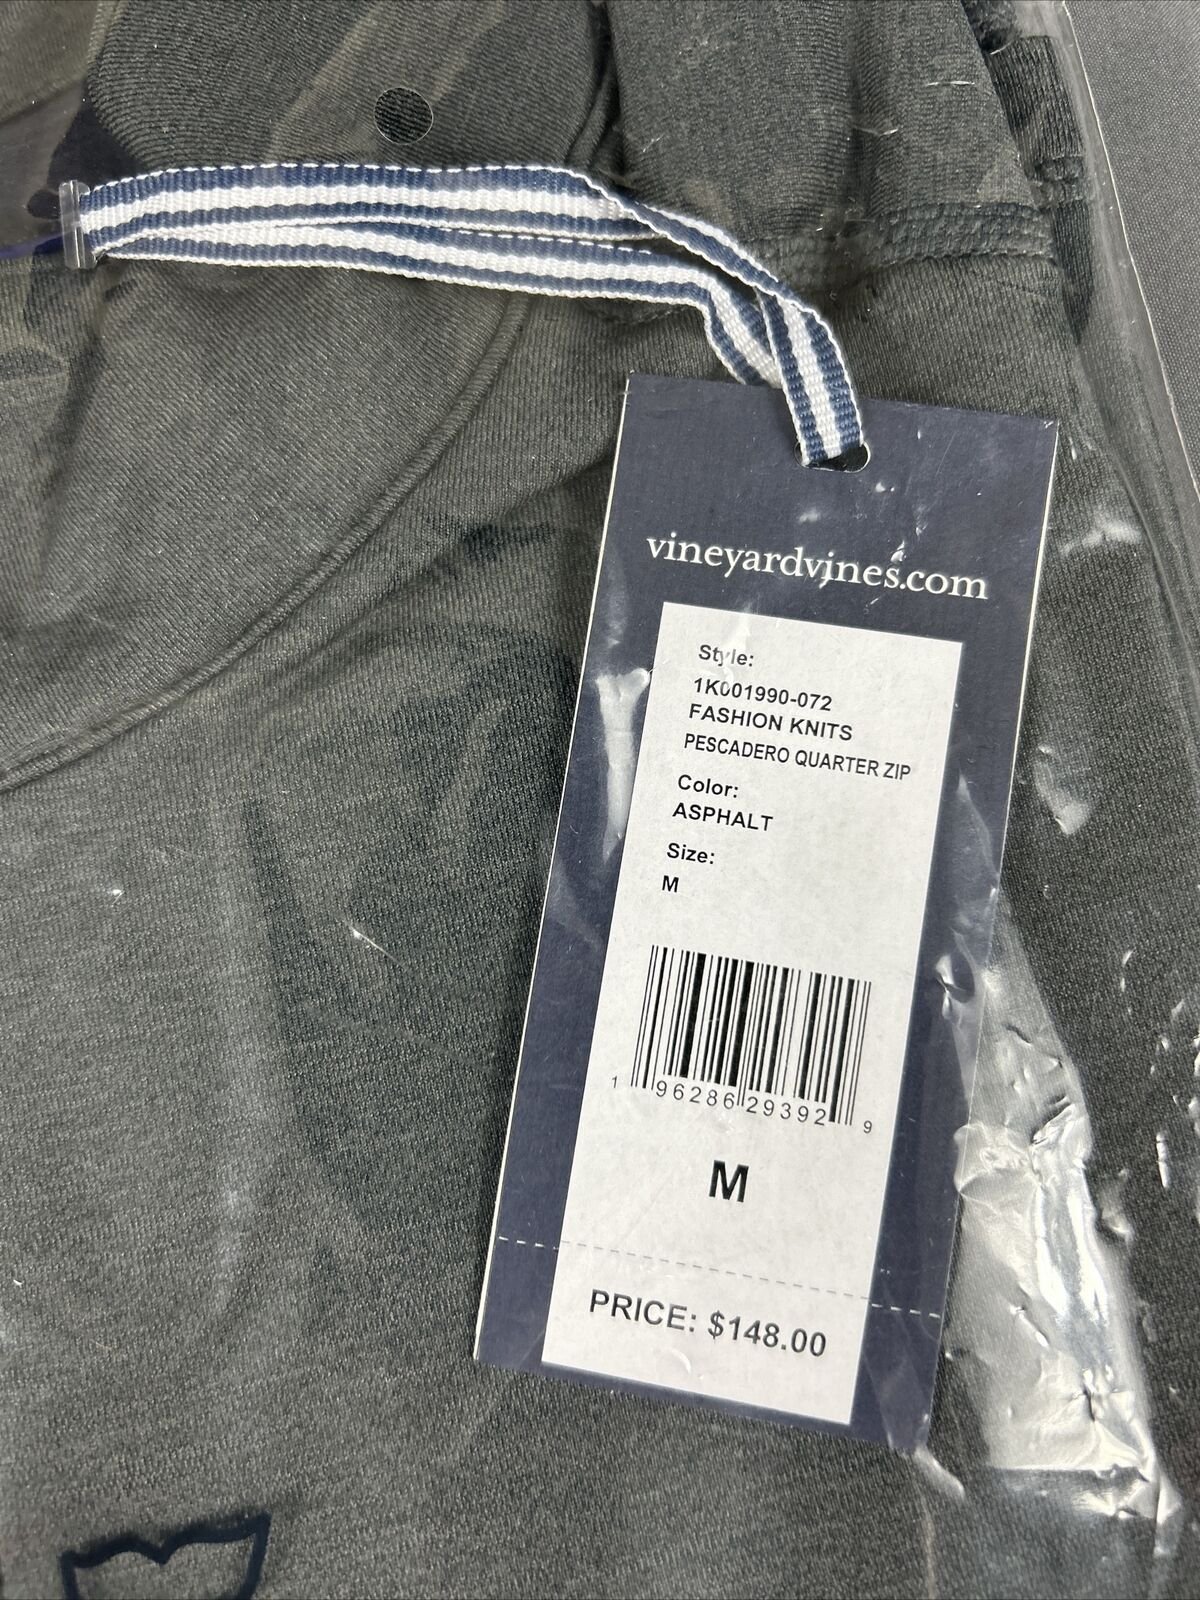 vineyardvines.com
Style:
1K001990-072
FASHION KNITS
PESCADERO QUARTER ZIP
Color:
ASPHALT
Size:
M
1 96286 29392 9
M
PRICE: $148.00